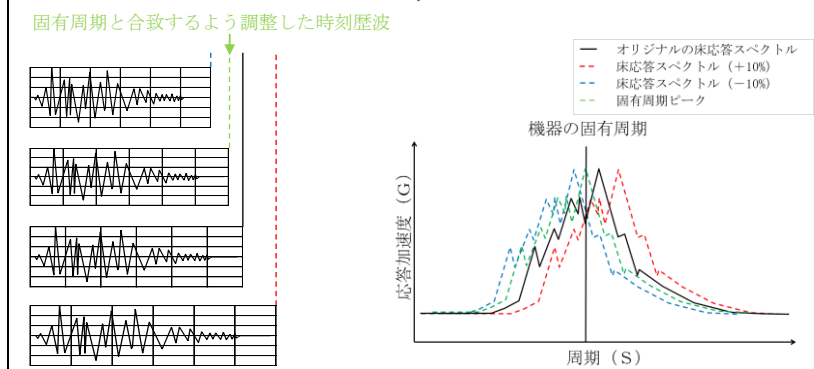 固有周期と合致するよう調整した時刻歴波
オリジナルの床応答スペクトル
床応答スペクトル（＋10%）
床応答スペクトル（－10%）
固有周期ピーク
機器の固有周期
応答加速度（G）
周期（S）